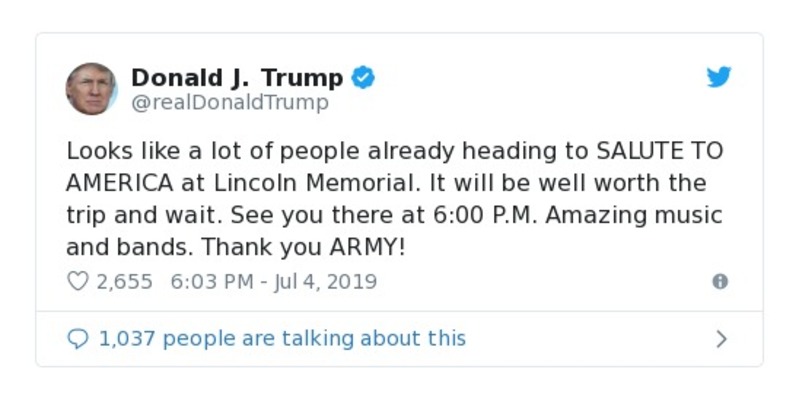 Donald J. Trump
@realDonaldTrump
Looks like a lot of people already heading to SALUTE TO
AMERICA at Lincoln Memorial. It will be well worth the
trip and wait. See you there at 6:00 P.M. Amazing music
and bands. Thank you ARMY!
2,655 6:03 PM - Jul 4, 2019
1,037 people are talking about this